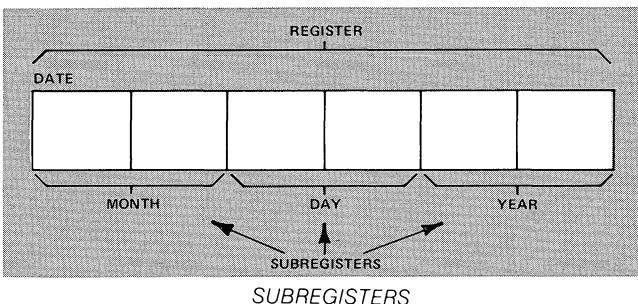 REGISTER
DATE
MONTH DAY YEAR
SUBREGISTERS
SUBREGISTERS